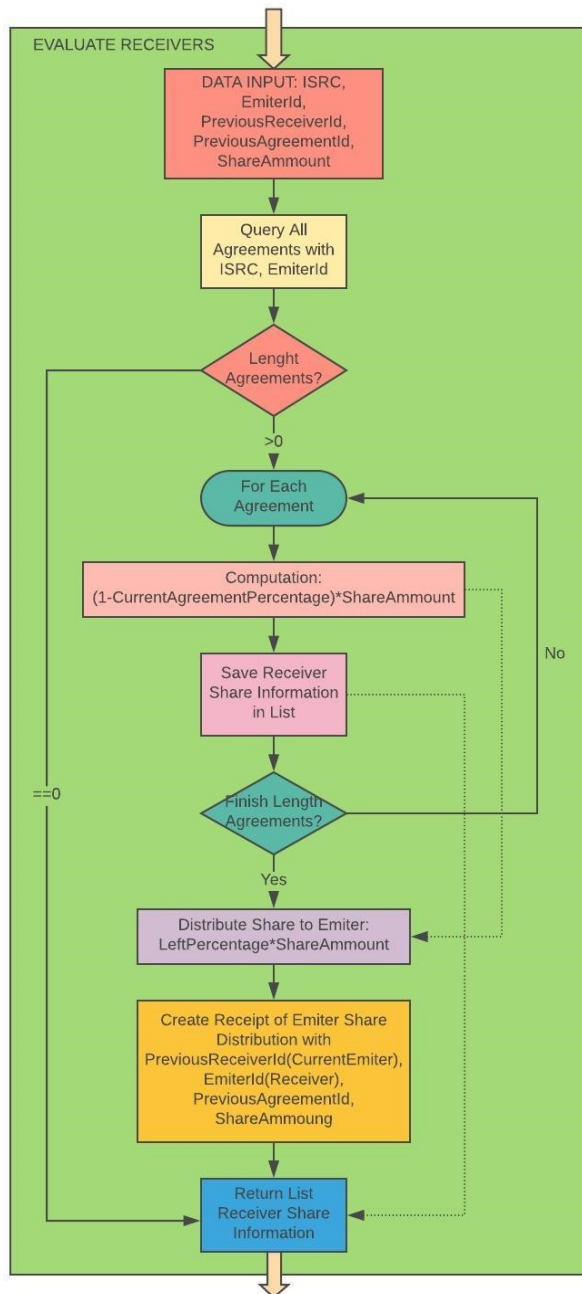 EVALUATE RECEIVERS
DATA INPUT: ISRC,
EmiterId,
PreviousReceiverId,
PreviousAgreementId,
ShareAmmount
Query All
Agreements with
ISRC, EmiterId
Lenght
Agreements?
>0
For Each
Agreement
Computation:
(1-CurrentAgreementPercentage)*ShareAmmount
No
Save Receiver
Share Information
in List
==0
Finish Length
Agreements?
Yes
Distribute Share to Emiter:
LeftPercentage*ShareAmmount
Create Receipt of Emiter Share
Distribution with
PreviousReceiverId(CurrentEmiter),
EmiterId(Receiver),
PreviousAgreementId,
ShareAmmoung
Return List
Receiver Share
Information